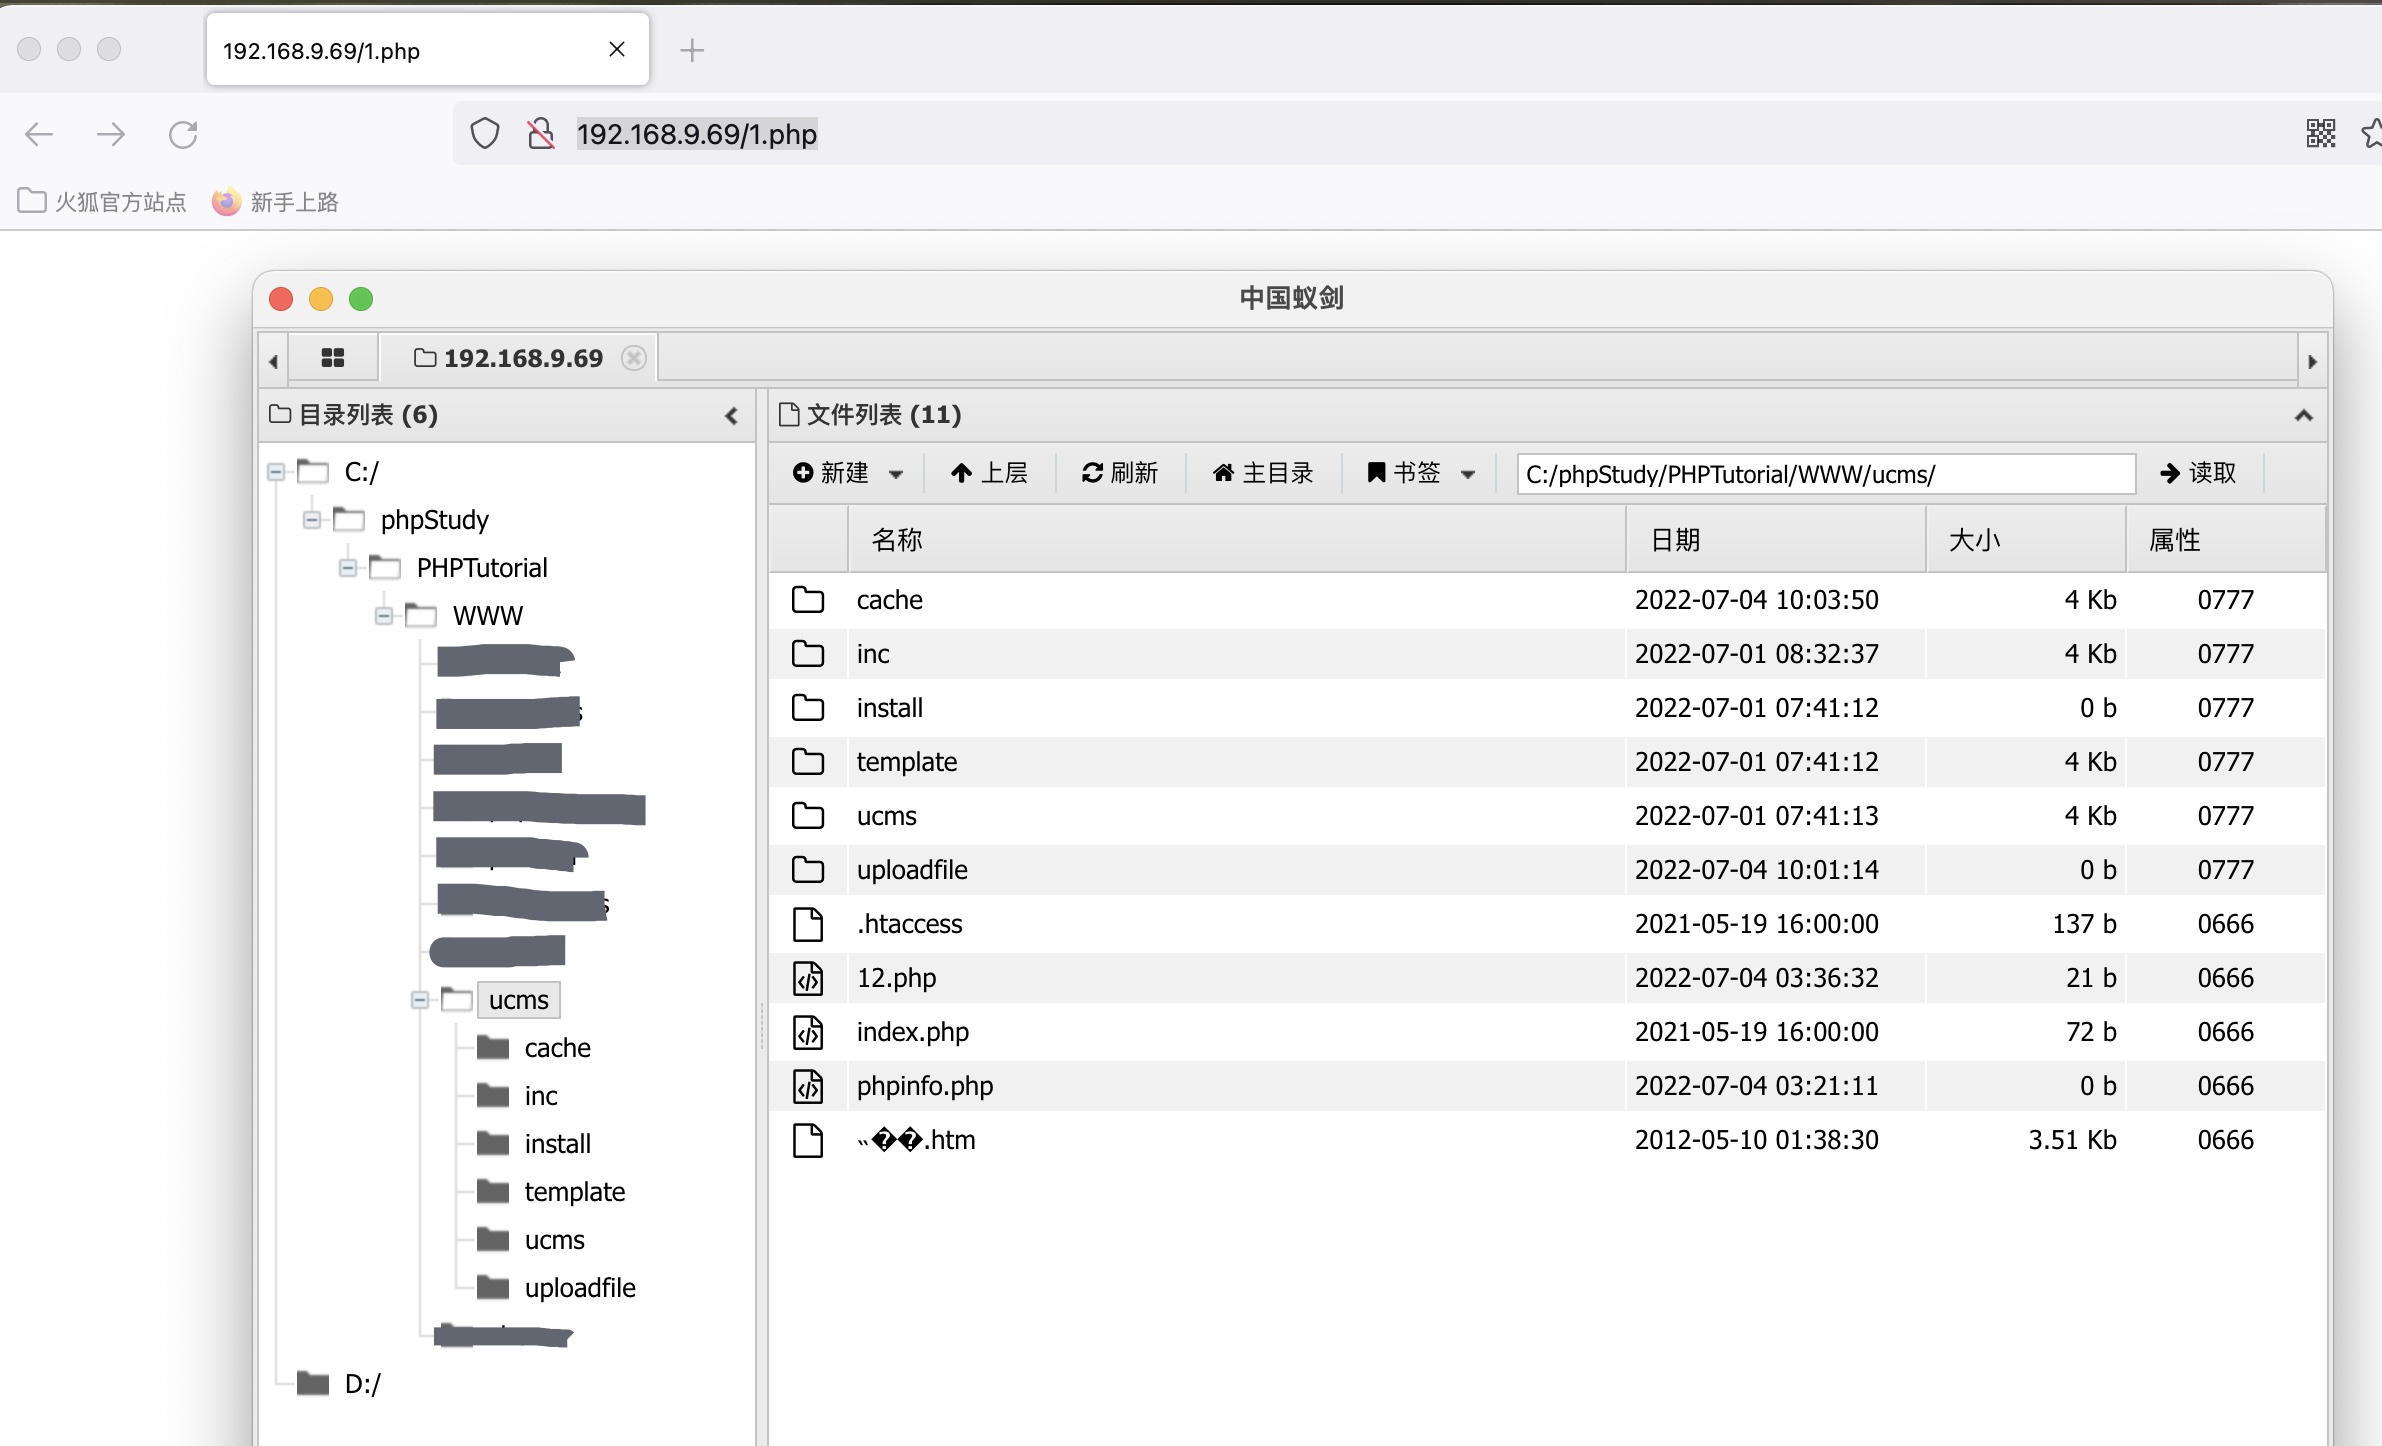 192.168.9.69/1.php
192.168.9.69/1.php
火狐官方站点 新手上路
中国蚁剑
192.168.9.69
目录列表 (6)
文件列表 (11)
新建 上层 刷新 主目录 书签 C:/phpStudy/PHPTutorial/WWW/ucms/ 读取
C:/
phpStudy
PHPTutorial
WWW
ucms
cache
inc
install
template
ucms
uploadfile
D:/
名称 日期 大小 属性
cache 2022-07-04 10:03:50 4 Kb 0777
inc 2022-07-01 08:32:37 4 Kb 0777
install 2022-07-01 07:41:12 0 b 0777
template 2022-07-01 07:41:12 4 Kb 0777
ucms 2022-07-01 07:41:13 4 Kb 0777
uploadfile 2022-07-04 10:01:14 0 b 0777
.htaccess 2021-05-19 16:00:00 137 b 0666
12.php 2022-07-04 03:36:32 21 b 0666
index.php 2021-05-19 16:00:00 72 b 0666
phpinfo.php 2022-07-04 03:21:11 0 b 0666
.htm 2012-05-10 01:38:30 3.51 Kb 0666